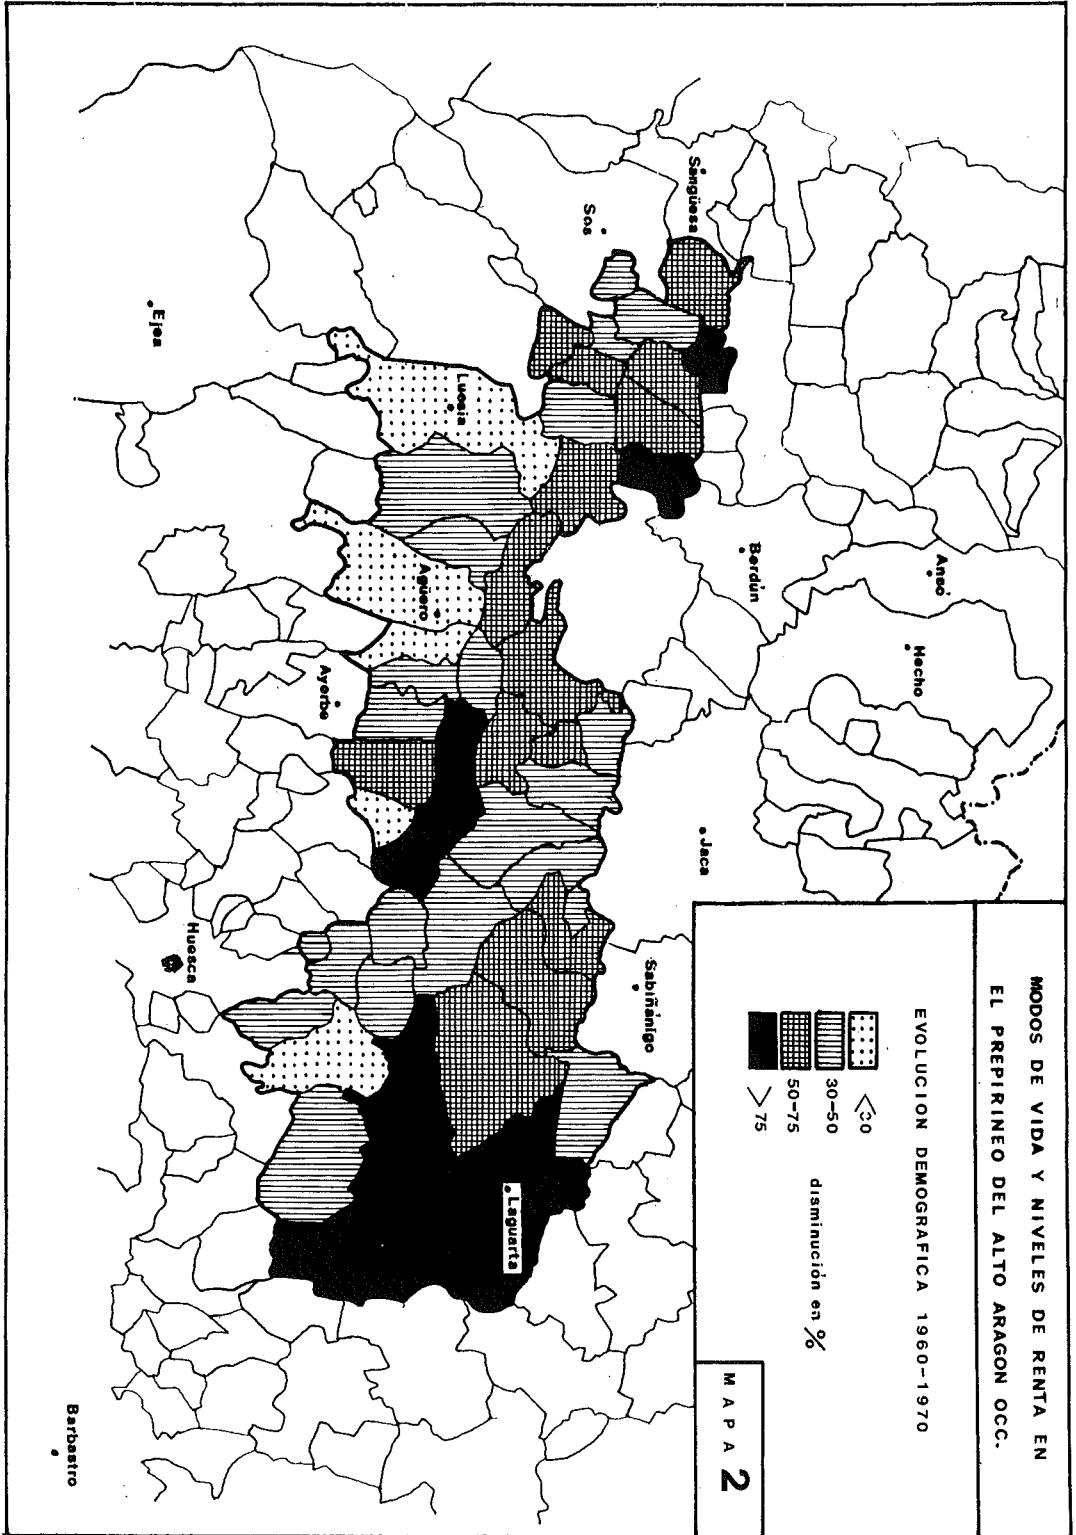 MODOS DE VIDA Y NIVELES DE RENTA EN
EL PREPIRINEO DEL ALTO ARAGON OCC.
EVOLUCION DEMOGRAFICA 1960-1970
<30
30-50
50-75
>75
disminución en %
MAPA 2
Sangüesa
Sos
Ansó
Hecho
Berdún
Jaca
Sabiñánigo
Ejea
Luesia
Agüero
Ayerbe
Huesca
Laguarta
Barbastro